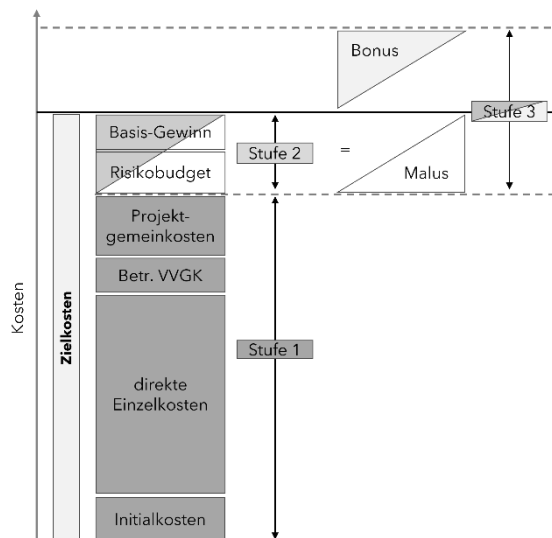 Bonus
Stufe 3
Basis-Gewinn
Stufe 2
=
Risikobudget
Malus
Projekt-
gemeinkosten
Betr. VVGK
Kosten
Zielkosten
Stufe 1
direkte
Einzelkosten
Initialkosten